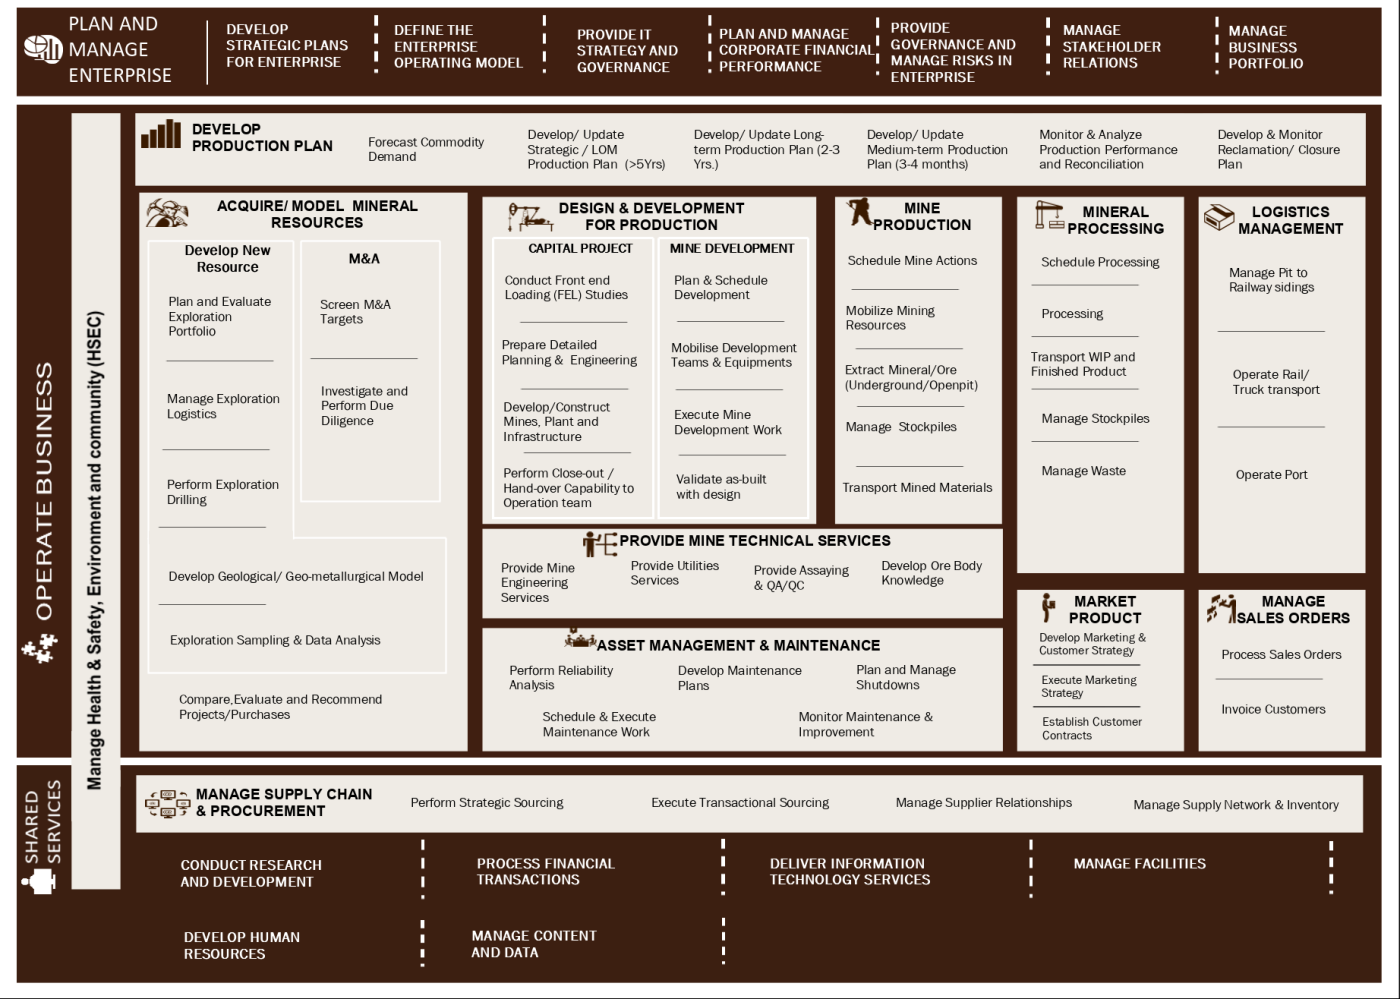 PLAN AND
MANAGE
ENTERPRISE
DEVELOP
STRATEGIC PLANS
FOR ENTERPRISE
DEFINE THE
ENTERPRISE
OPERATING MODEL
PROVIDE IT
STRATEGY AND
GOVERNANCE
PLAN AND MANAGE
CORPORATE FINANCIAL
PERFORMANCE
PROVIDE
GOVERNANCE AND
MANAGE RISKS IN
ENTERPRISE
MANAGE
STAKEHOLDER
RELATIONS
MANAGE
BUSINESS
PORTFOLIO
OPERATE BUSINESS
Manage Health & Safety, Environment and community (HSEC)
DEVELOP
PRODUCTION PLAN
Forecast Commodity
Demand
Develop/ Update
Strategic / LOM
Production Plan (>5Yrs)
Develop/ Update Long-
term Production Plan (2-3
Yrs.)
Develop/ Update
Medium-term Production
Plan (3-4 months)
Monitor & Analyze
Production Performance
and Reconciliation
Develop & Monitor
Reclamation/ Closure
Plan
ACQUIRE/ MODEL MINERAL
RESOURCES
Develop New
Resource
Plan and Evaluate
Exploration
Portfolio
Manage Exploration
Logistics
Perform Exploration
Drilling
M&A
Screen M&A
Targets
Investigate and
Perform Due
Diligence
Develop Geological/ Geo-metallurgical Model
Exploration Sampling & Data Analysis
Compare,Evaluate and Recommend
Projects/Purchases
DESIGN & DEVELOPMENT
FOR PRODUCTION
CAPITAL PROJECT
Conduct Front end
Loading (FEL) Studies
Prepare Detailed
Planning & Engineering
Develop/Construct
Mines, Plant and
Infrastructure
Perform Close-out /
Hand-over Capability to
Operation team
MINE DEVELOPMENT
Plan & Schedule
Development
Mobilise Development
Teams & Equipments
Execute Mine
Development Work
Validate as-built
with design
MINE
PRODUCTION
Schedule Mine Actions
Mobilize Mining
Resources
Extract Mineral/Ore
(Underground/Openpit)
Manage Stockpiles
Transport Mined Materials
MINERAL
PROCESSING
Schedule Processing
Processing
Transport WIP and
Finished Product
Manage Stockpiles
Manage Waste
LOGISTICS
MANAGEMENT
Manage Pit to
Railway sidings
Operate Rail/
Truck transport
Operate Port
PROVIDE MINE TECHNICAL SERVICES
Provide Mine
Engineering
Services
Provide Utilities
Services
Provide Assaying
& QA/QC
Develop Ore Body
Knowledge
ASSET MANAGEMENT & MAINTENANCE
Perform Reliability
Analysis
Develop Maintenance
Plans
Plan and Manage
Shutdowns
Schedule & Execute
Maintenance Work
Monitor Maintenance &
Improvement
MARKET
PRODUCT
Develop Marketing &
Customer Strategy
Execute Marketing
Strategy
Establish Customer
Contracts
MANAGE
SALES ORDERS
Process Sales Orders
Invoice Customers
SHARED
SERVICES
MANAGE SUPPLY CHAIN
& PROCUREMENT
Perform Strategic Sourcing
Execute Transactional Sourcing
Manage Supplier Relationships
Manage Supply Network & Inventory
CONDUCT RESEARCH
AND DEVELOPMENT
PROCESS FINANCIAL
TRANSACTIONS
DELIVER INFORMATION
TECHNOLOGY SERVICES
MANAGE FACILITIES
DEVELOP HUMAN
RESOURCES
MANAGE CONTENT
AND DATA